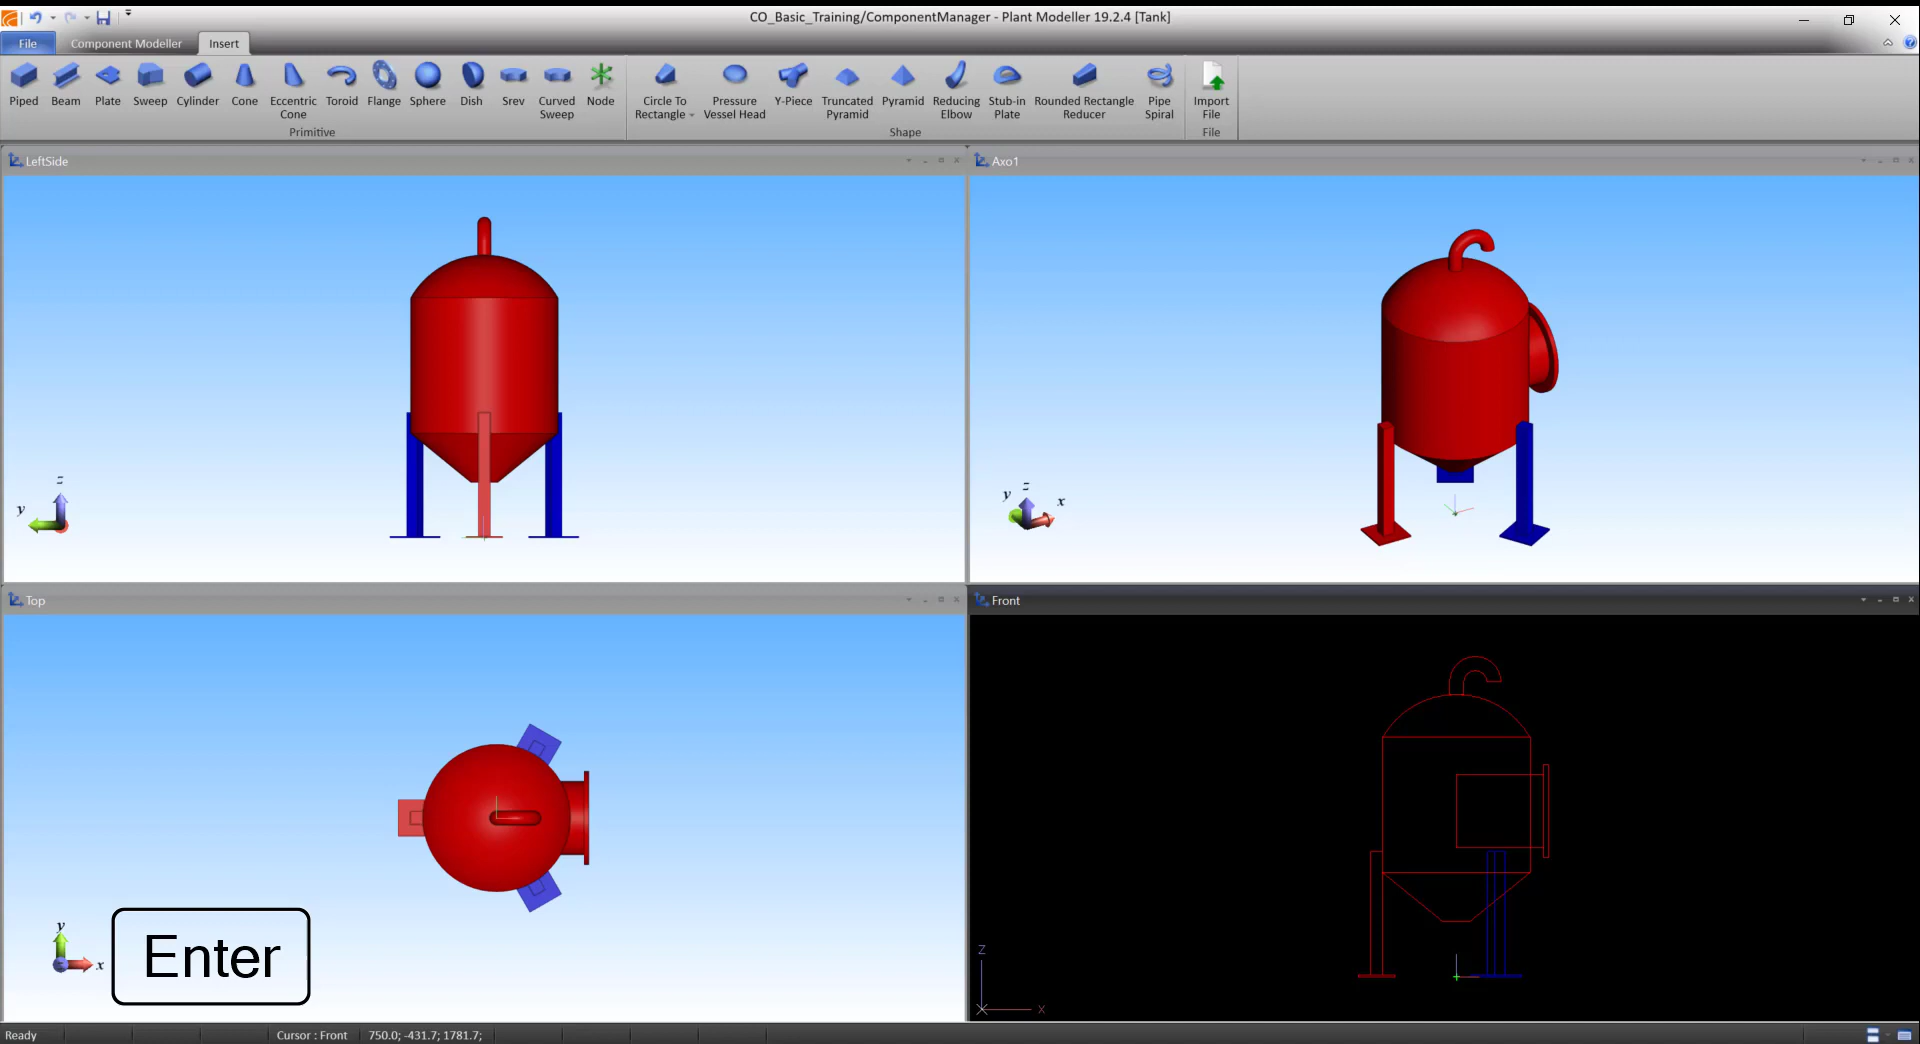 CO_Basic_Training/ComponentManager - Plant Modeller 19.2.4 [Tank]
File Component Modeller Insert
Piped Beam Plate Sweep Cylinder Cone Eccentric Cone Toroid Flange Sphere Dish Srev Curved Sweep Node
Primitive
Circle To Rectangle Pressure Vessel Head Y-Piece Truncated Pyramid Pyramid Reducing Elbow Stub-in Plate Rounded Rectangle Reducer Pipe Spiral
Shape
Import File
File
LeftSide
z
y
Axo1
y z x
Top
y
x
Enter
Front
Z
X
Ready Cursor : Front 750.0; -431.7; 1781.7;